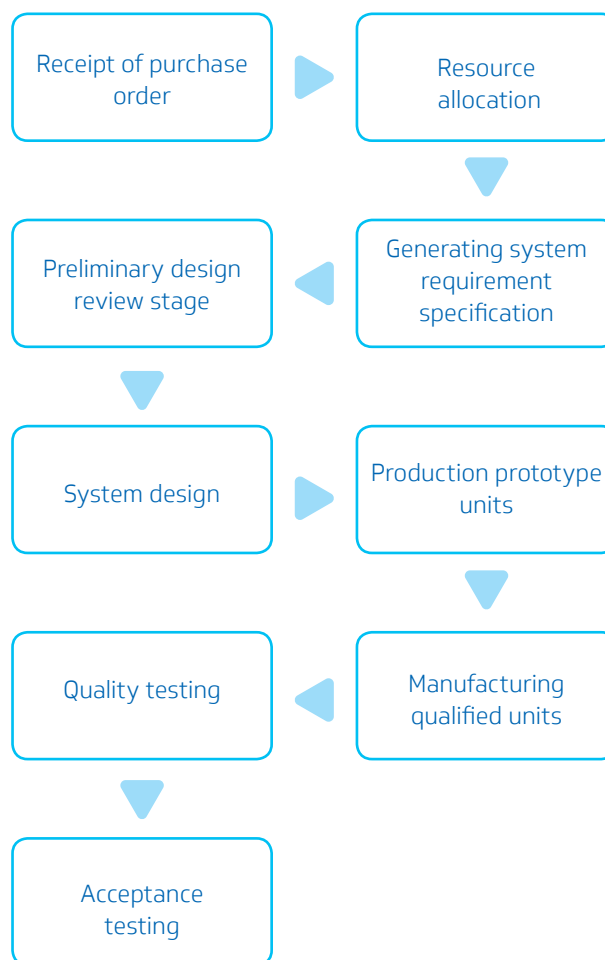 Receipt of purchase
order
Resource
allocation
Generating system
requirement
specification
Preliminary design
review stage
System design
Production prototype
units
Manufacturing
qualified units
Quality testing
Acceptance
testing